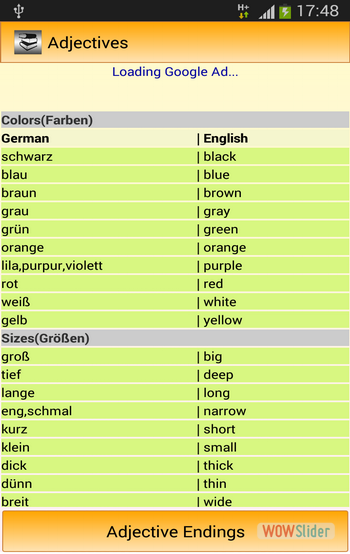 H+ 17:48
Adjectives
Loading Google Ad...
Colors(Farben)
German | English
schwarz | black
blau | blue
braun | brown
grau | gray
grün | green
orange | orange
lila,purpur,violett | purple
rot | red
weiß | white
gelb | yellow
Sizes(Größen)
groß | big
tief | deep
lange | long
eng,schmal | narrow
kurz | short
klein | small
dick | thick
dünn | thin
breit | wide
Adjective Endings WOWSlider